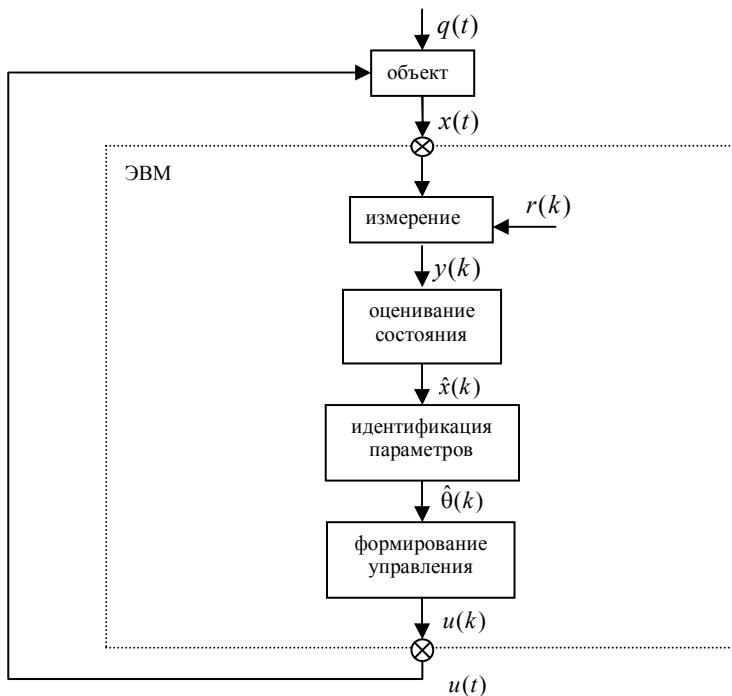 q(t)
объект
x(t)
ЭВМ
измерение
r(k)
y(k)
оценивание
состояния
x̂(k)
идентификация
параметров
θ̂(k)
формирование
управления
u(k)
u(t)